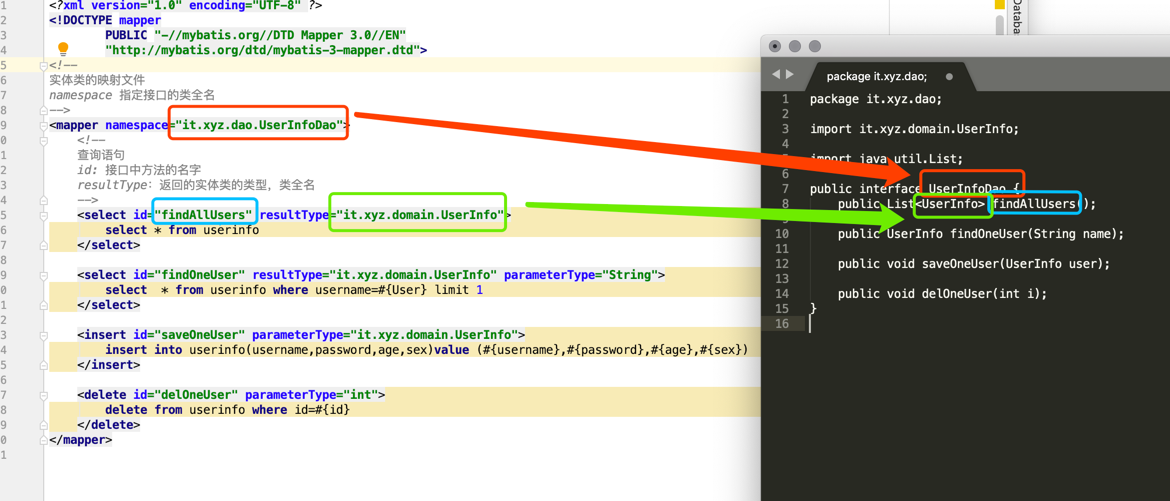 1 <?xml version="1.0" encoding="UTF-8" ?>
2 <!DOCTYPE mapper
3 PUBLIC "-//mybatis.org//DTD Mapper 3.0//EN"
4 "http://mybatis.org/dtd/mybatis-3-mapper.dtd">
5 <!--
6 实体类的映射文件
7 namespace 指定接口的类全名
8 -->
9 <mapper namespace="it.xyz.dao.UserInfoDao">
0 <!--
1 查询语句
2 id: 接口中方法的名字
3 resultType: 返回的实体类的类型，类全名
4 -->
5 <select id="findAllUsers" resultType="it.xyz.domain.UserInfo">
6 select * from userinfo
7 </select>
8
9 <select id="findOneUser" resultType="it.xyz.domain.UserInfo" parameterType="String">
0 select  * from userinfo where username=#{User} limit 1
1 </select>
2
3 <insert id="saveOneUser" parameterType="it.xyz.domain.UserInfo">
4 insert into userinfo(username,password,age,sex)value (#{username},#{password},#{age},#{sex})
5 </insert>
6
7 <delete id="delOneUser" parameterType="int">
8 delete from userinfo where id=#{id}
9 </delete>
0 </mapper>
1
Databa
package it.xyz.dao;
1 package it.xyz.dao;
2
3 import it.xyz.domain.UserInfo;
4
import java.util.List;
6
7 public interface UserInfoDao {
8 public List<UserInfo> findAllUsers();
10 public UserInfo findOneUser(String name);
11
12 public void saveOneUser(UserInfo user);
13
14 public void delOneUser(int i);
15 }
16